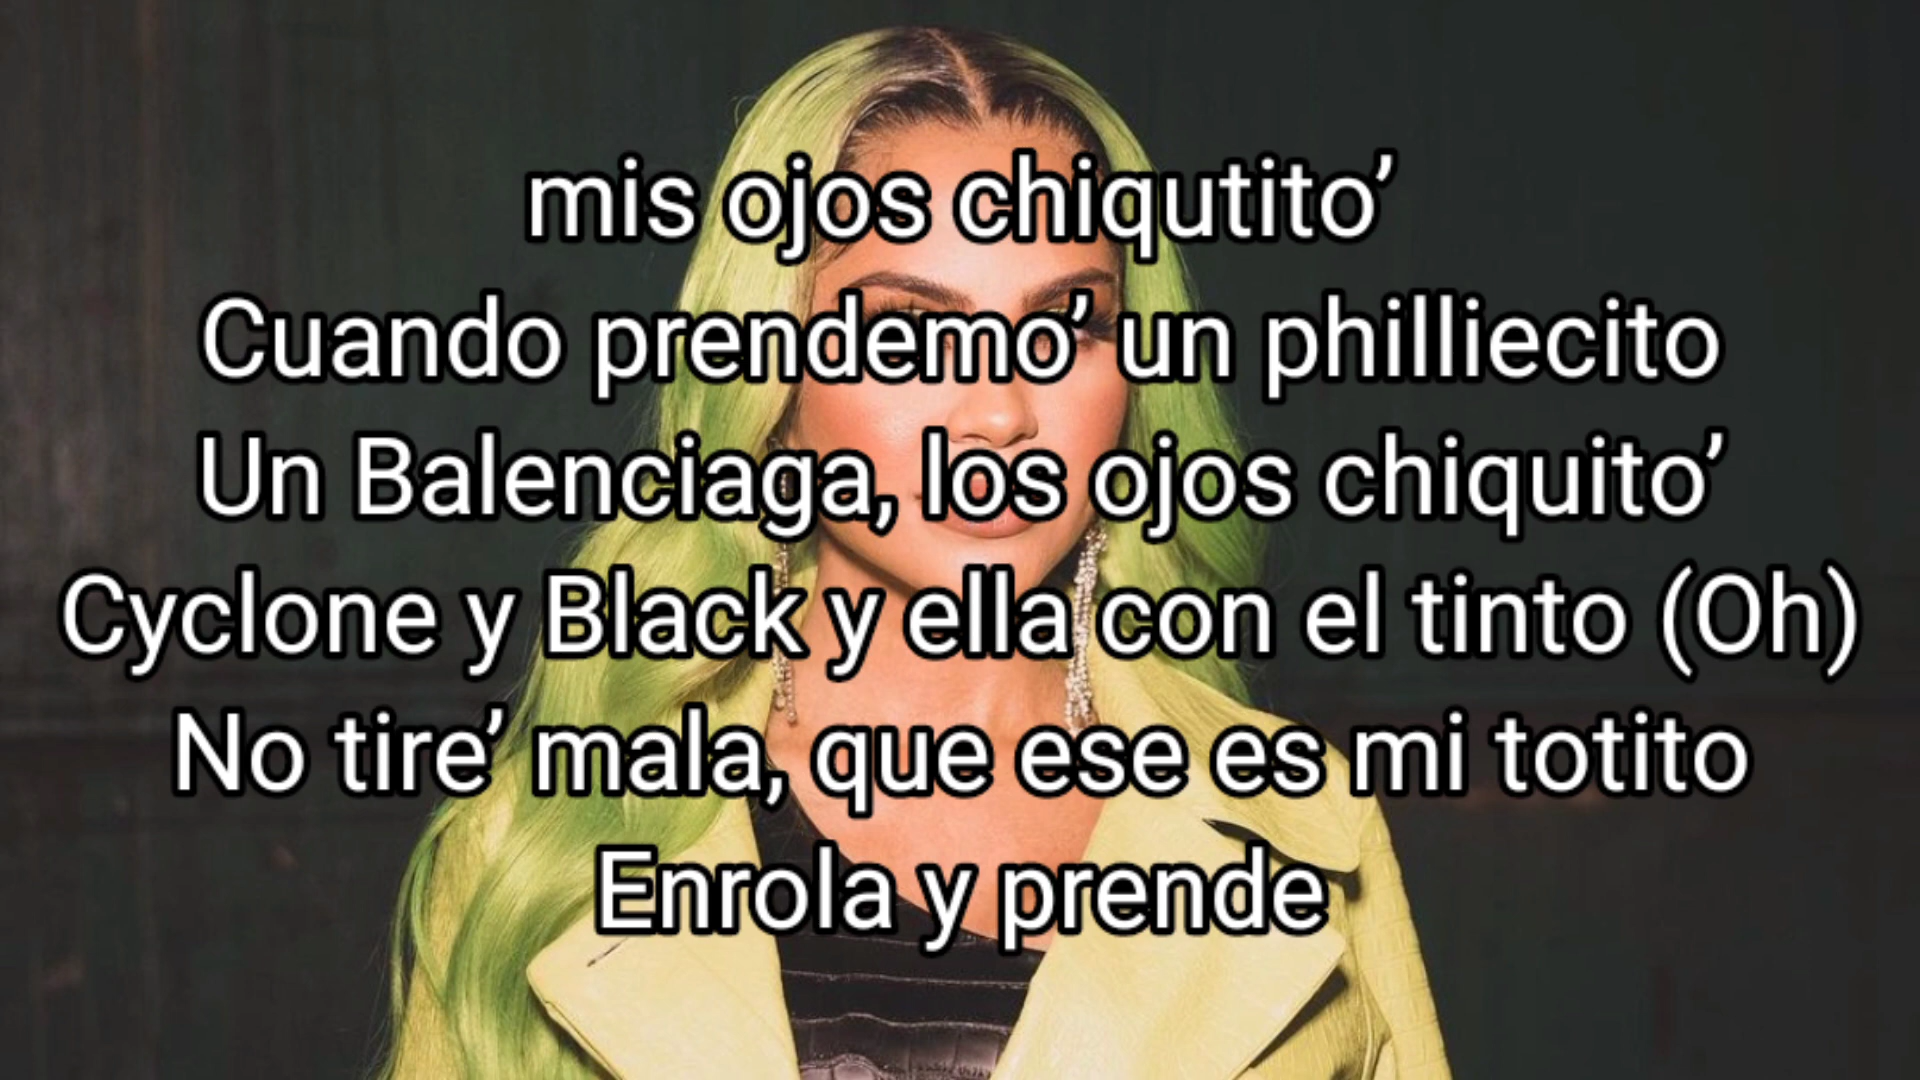 mis ojos chiqutito’
Cuando prendemo’ un philliecito
Un Balenciaga, los ojos chiquito’
Cyclone y Black y ella con el tinto (Oh)
No tire’ mala, que ese es mi totito
Enrola y prende